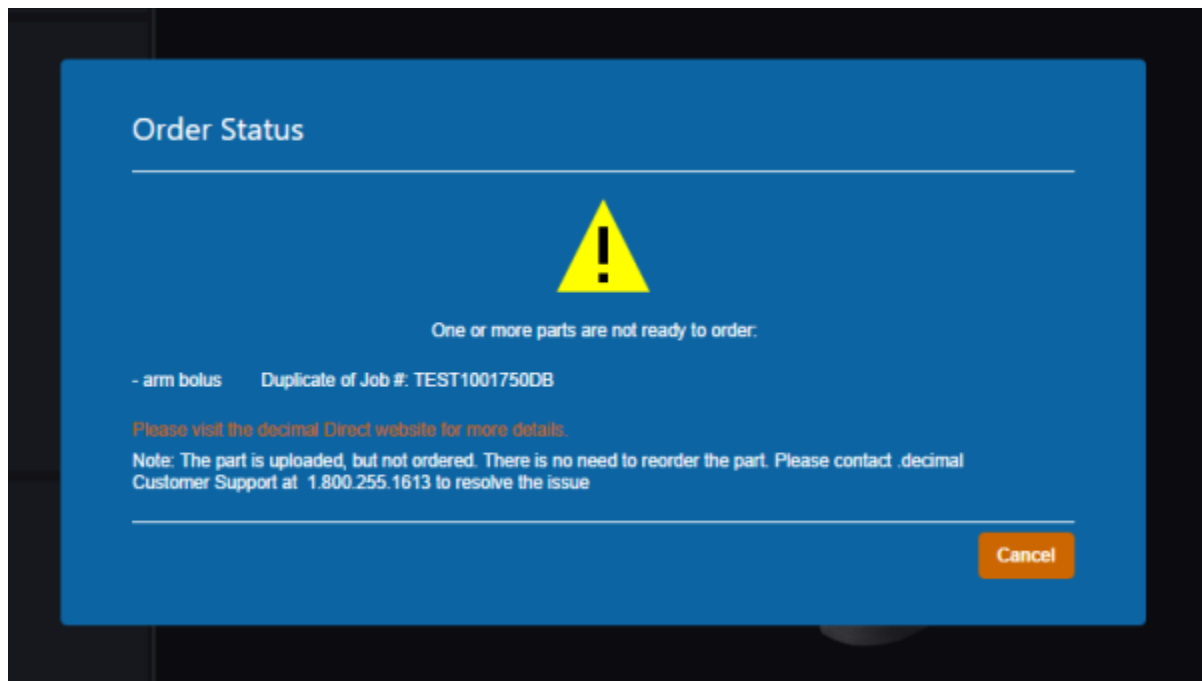 Order Status
!
One or more parts are not ready to order:
- arm bolus Duplicate of Job #: TEST1001750DB
Please visit the decimal Direct website for more details.
Note: The part is uploaded, but not ordered. There is no need to reorder the part. Please contact .decimal
Customer Support at 1.800.255.1613 to resolve the issue
Cancel